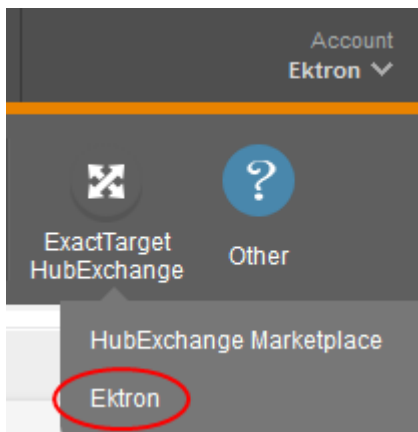 Account
Ektron
ExactTarget
HubExchange
?
Other
HubExchange Marketplace
Ektron